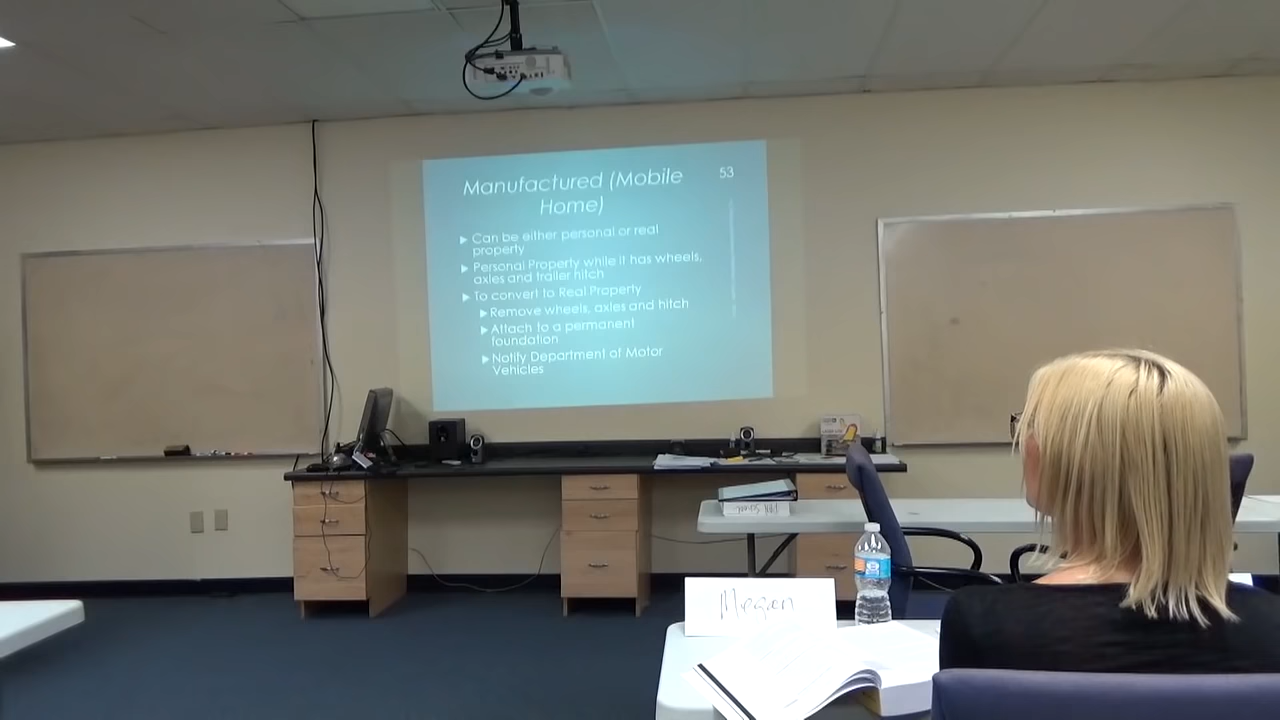 Manufactured (Mobile
Home)
53
Can be either personal or real
property
Personal Property while it has wheels,
axles and trailer hitch
To convert to Real Property
Remove wheels, axles and hitch
Attach to a permanent
foundation
Notify Department of Motor
Vehicles
Megan